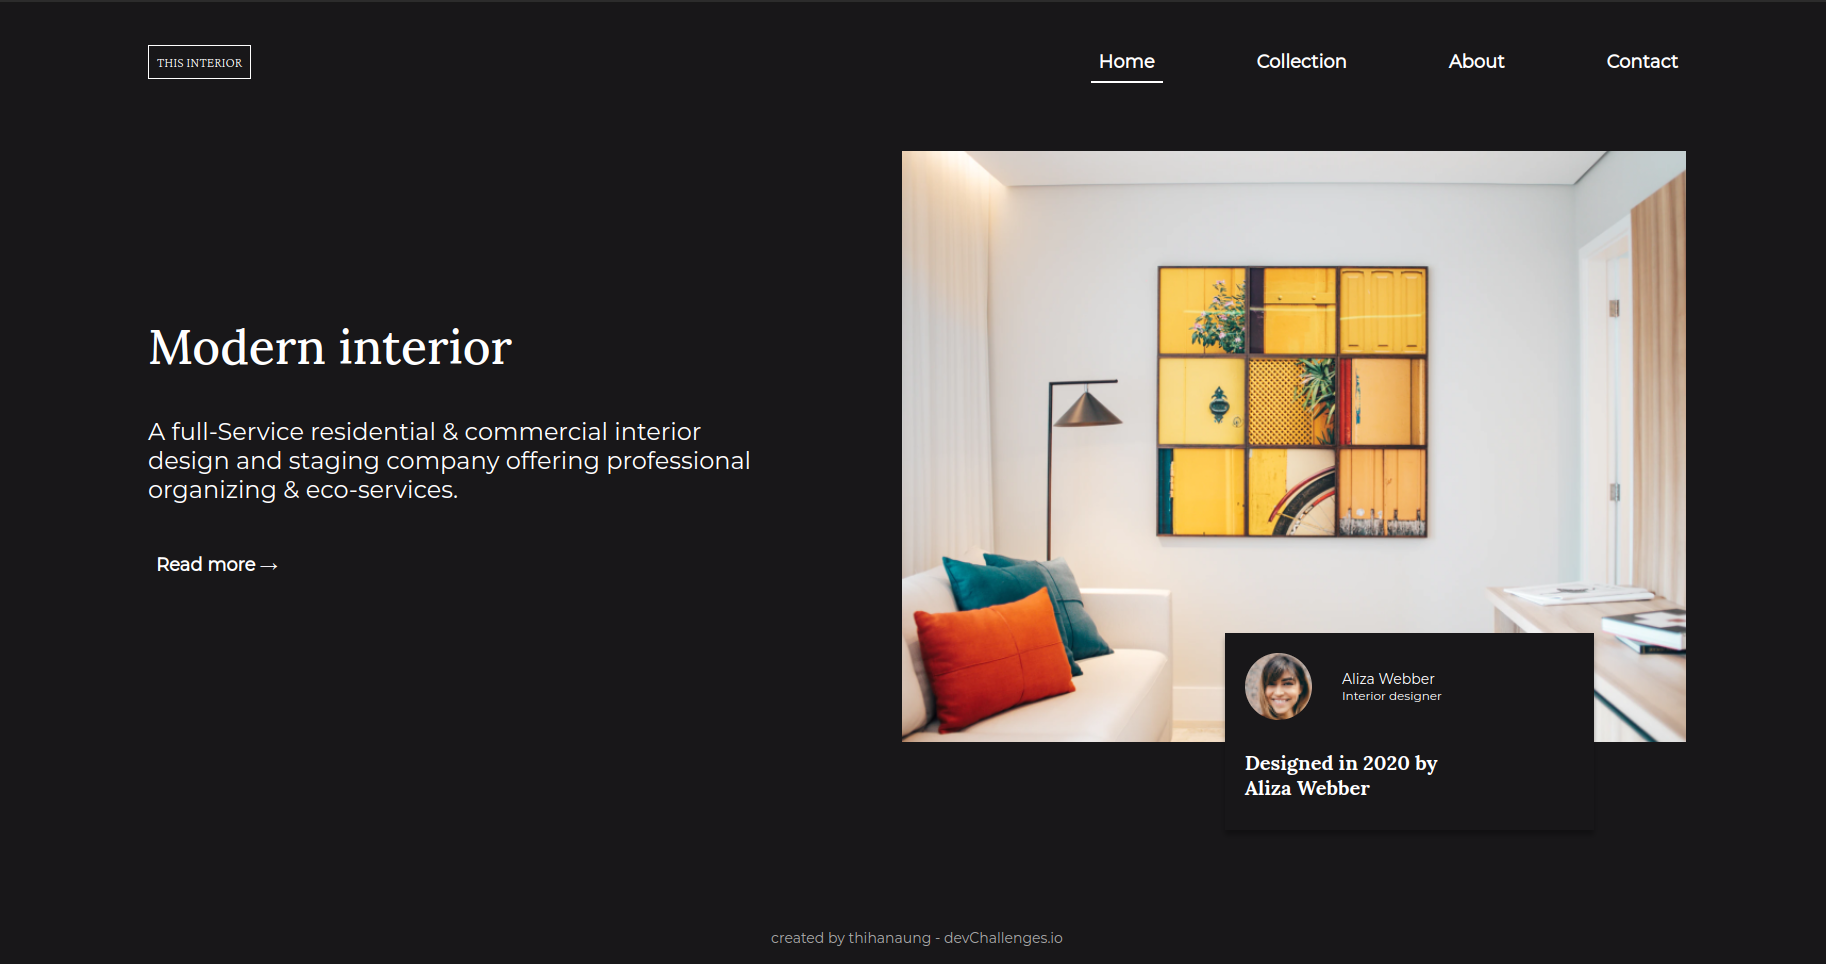 THIS INTERIOR
Home
Collection
About
Contact
Modern interior
A full-Service residential & commercial interior
design and staging company offering professional
organizing & eco-services.
Read more →
Aliza Webber
Interior designer
Designed in 2020 by
Aliza Webber
created by thihanaung - devChallenges.io